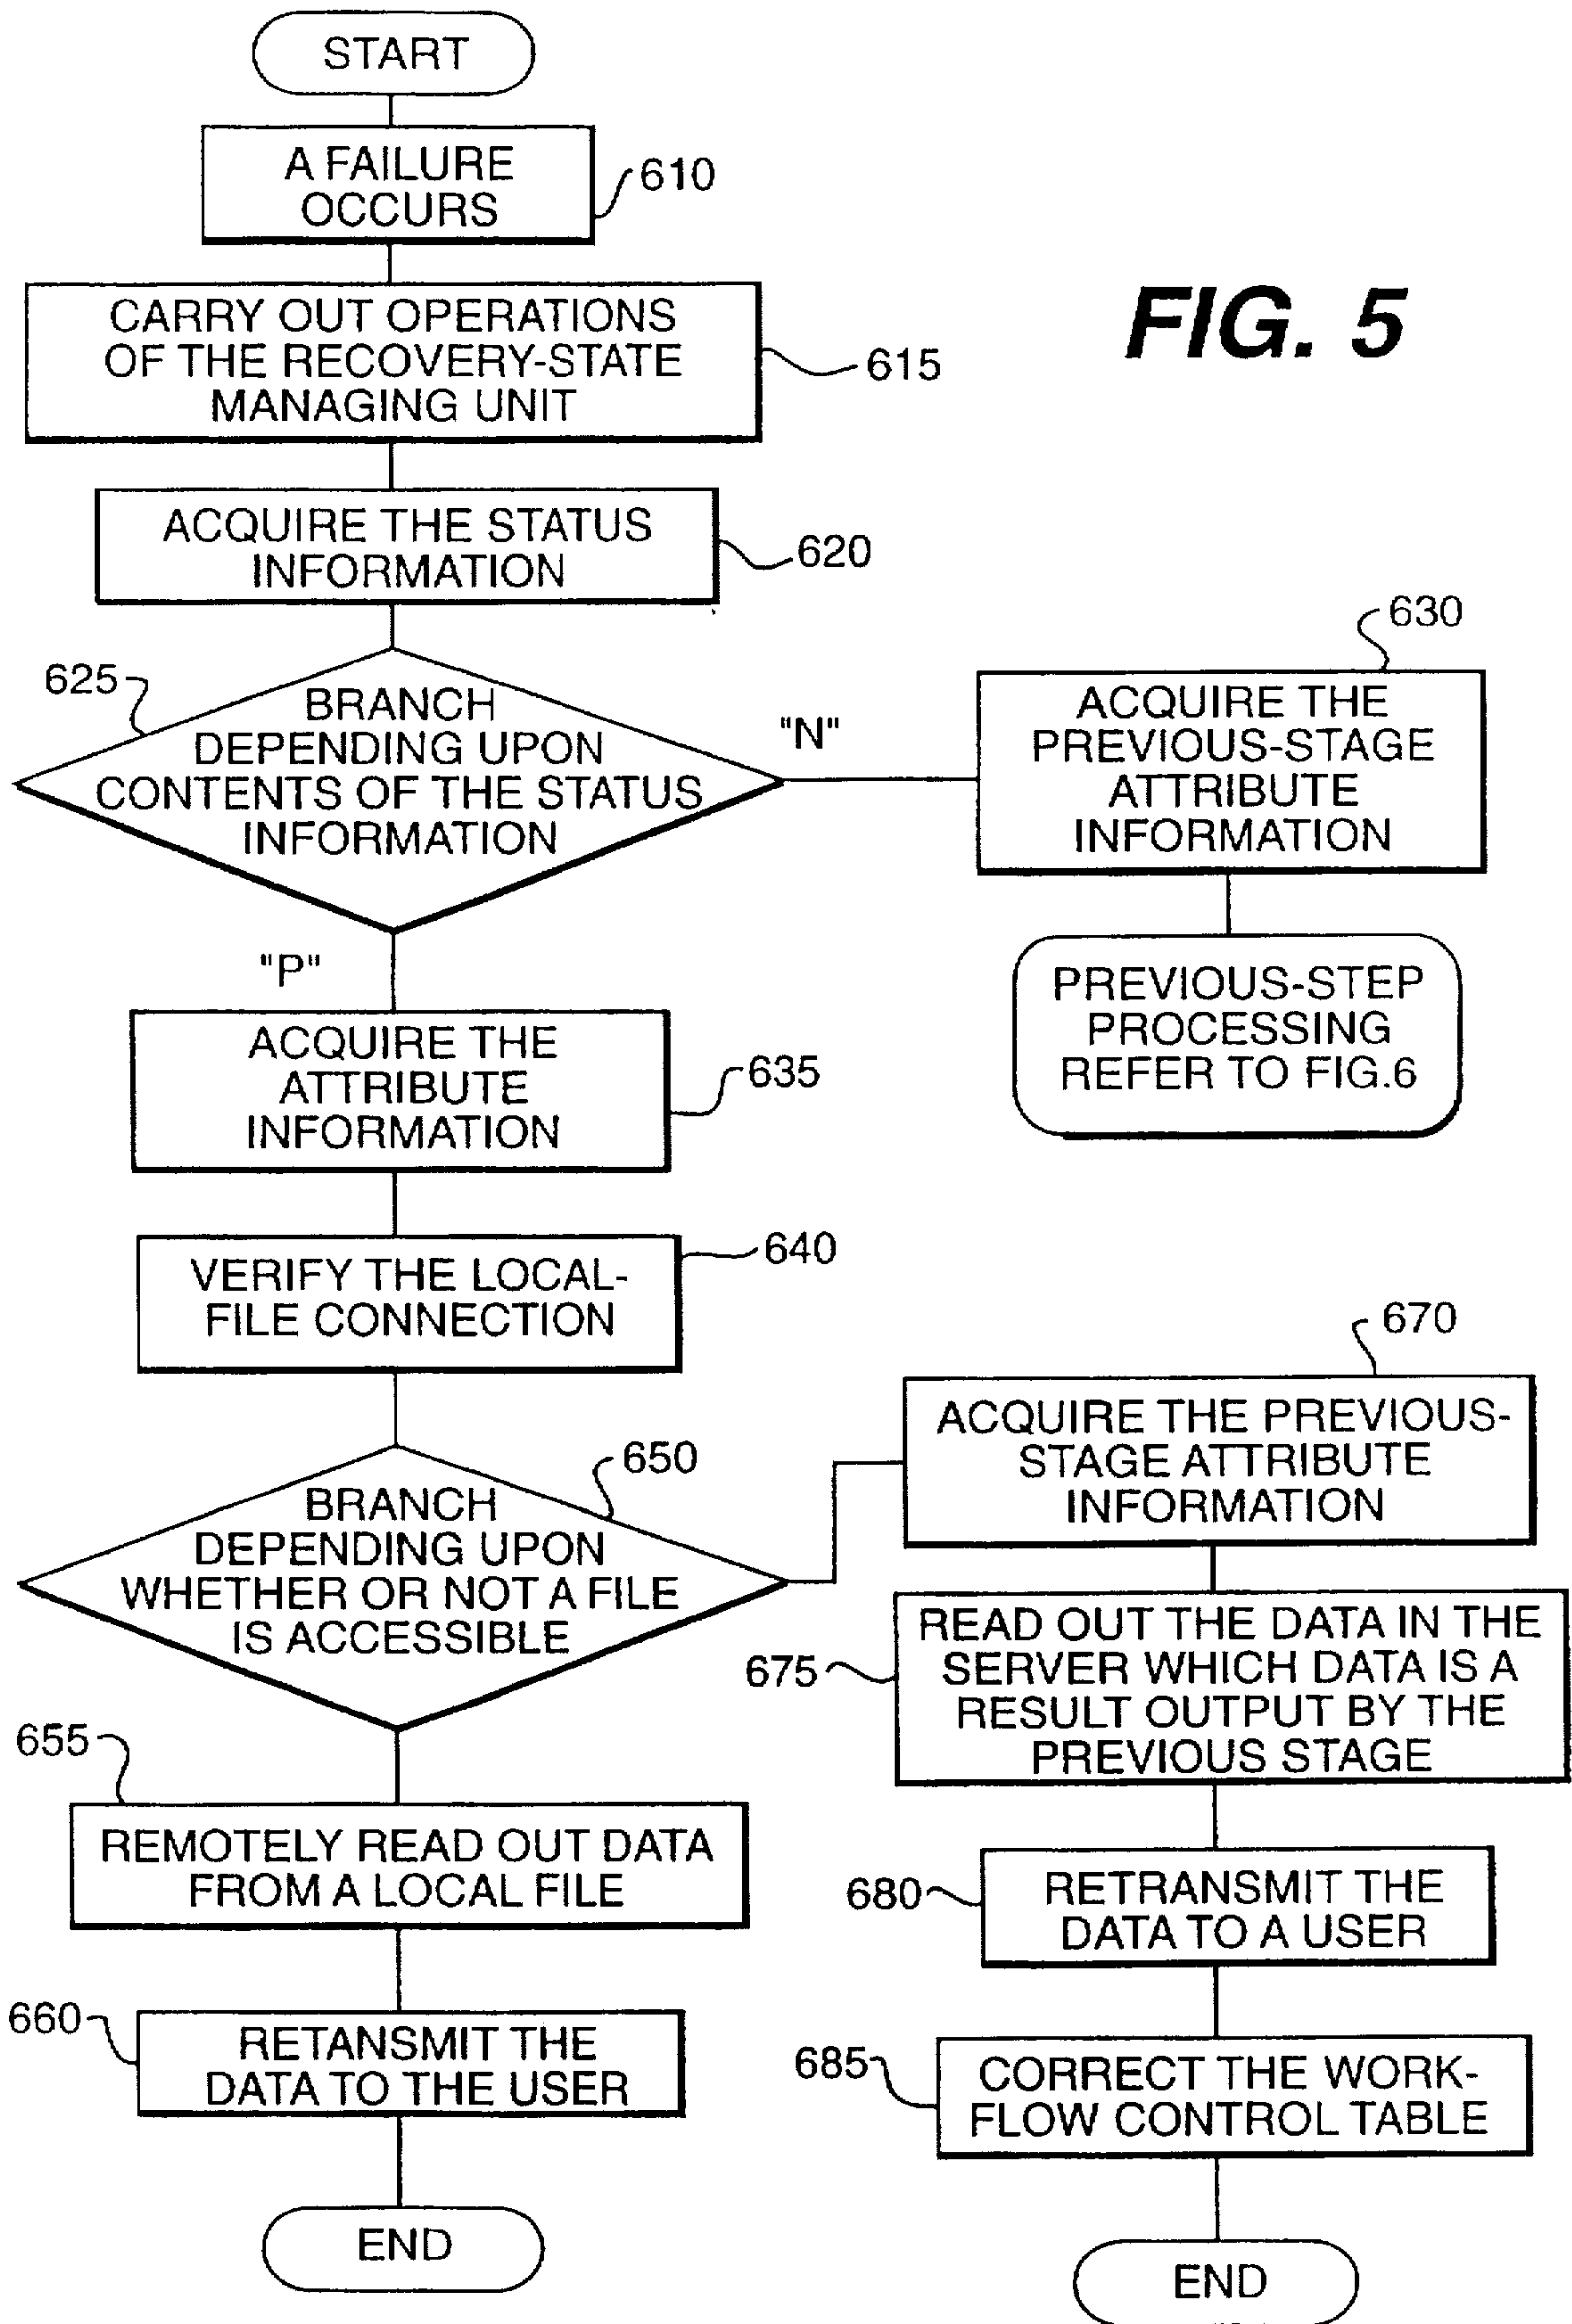 START
A FAILURE
OCCURS
610
CARRY OUT OPERATIONS
OF THE RECOVERY-STATE
MANAGING UNIT
615
FIG. 5
ACQUIRE THE STATUS
INFORMATION
620
625
BRANCH
DEPENDING UPON
CONTENTS OF THE STATUS
INFORMATION
"N"
630
ACQUIRE THE
PREVIOUS-STAGE
ATTRIBUTE
INFORMATION
PREVIOUS-STEP
PROCESSING
REFER TO FIG.6
"P"
ACQUIRE THE
ATTRIBUTE
INFORMATION
635
VERIFY THE LOCAL-
FILE CONNECTION
640
BRANCH
DEPENDING UPON
WHETHER OR NOT A FILE
IS ACCESSIBLE
650
655
REMOTELY READ OUT DATA
FROM A LOCAL FILE
660
RETANSMIT THE
DATA TO THE USER
END
670
ACQUIRE THE PREVIOUS-
STAGE ATTRIBUTE
INFORMATION
675
READ OUT THE DATA IN THE
SERVER WHICH DATA IS A
RESULT OUTPUT BY THE
PREVIOUS STAGE
680
RETRANSMIT THE
DATA TO A USER
685
CORRECT THE WORK-
FLOW CONTROL TABLE
END